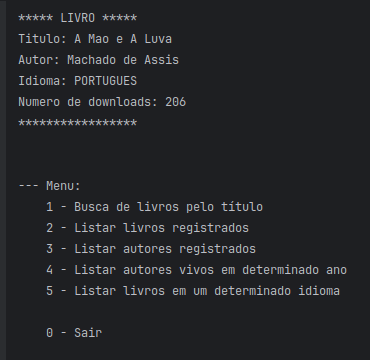 ***** LIVRO *****
Titulo: A Mao e A Luva
Autor: Machado de Assis
Idioma: PORTUGUES
Numero de downloads: 206
*****************
--- Menu:
1 - Busca de livros pelo título
2 - Listar livros registrados
3 - Listar autores registrados
4 - Listar autores vivos em determinado ano
5 - Listar livros em um determinado idioma
0 - Sair